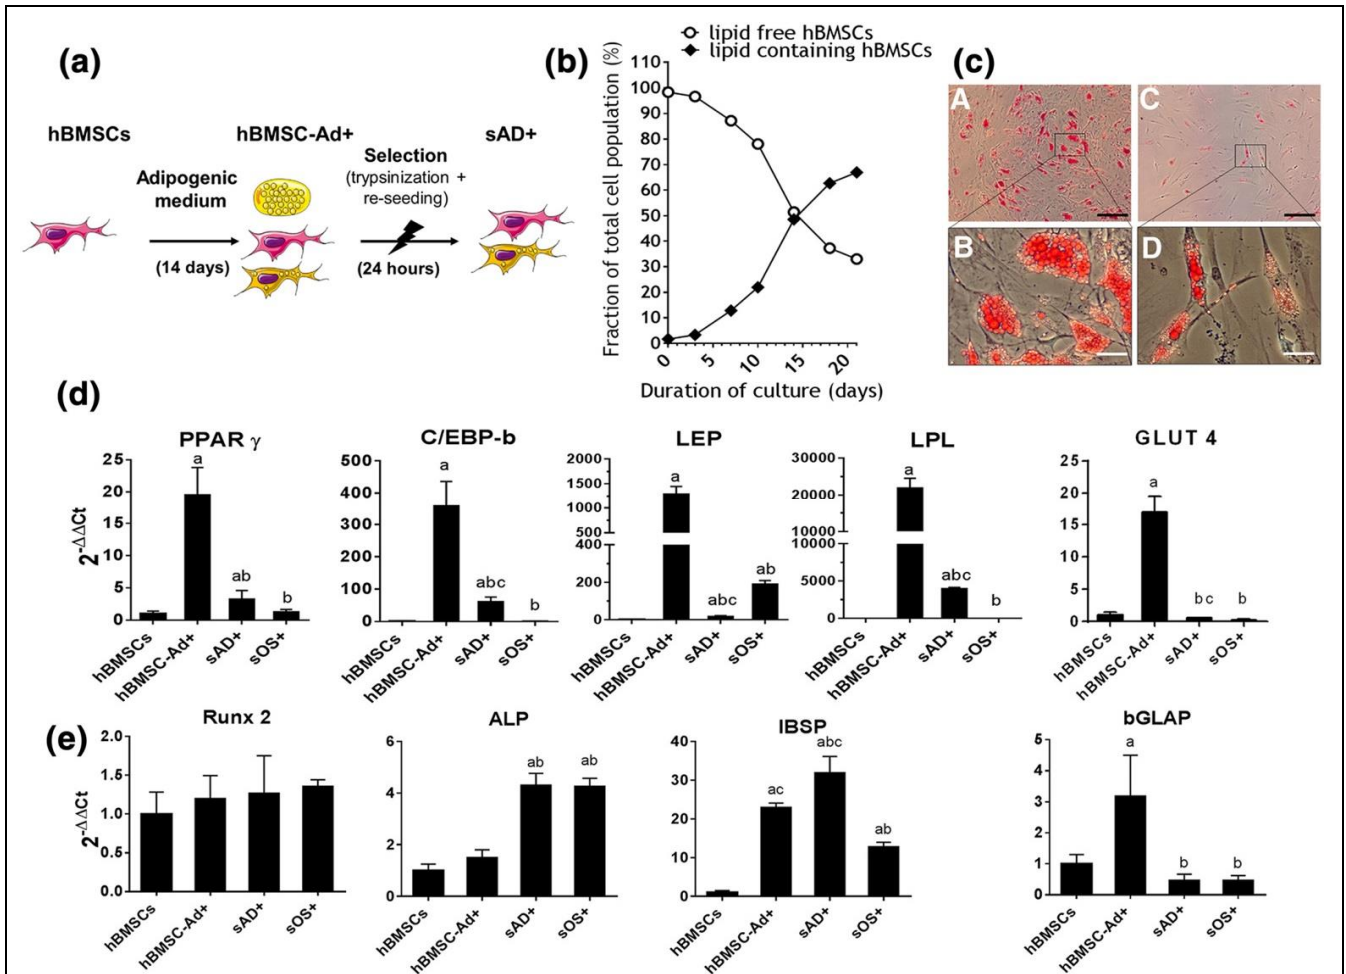 (a)
hBMSCs
hBMSC-Ad+
sAD+
Adipogenic
medium
(14 days)
Selection
(trypsinization +
re-seeding)
(24 hours)
(b)
lipid free hBMSCs
lipid containing hBMSCs
Fraction of total cell population (%)
110
100
90
80
70
60
50
40
30
20
10
0
0
5
10
15
20
Duration of culture (days)
(c)
A
C
B
D
(d)
PPAR γ
2^-ΔΔCt
25
20
15
10
5
0
a
ab
b
hBMSCs
hBMSC-Ad+
sAD+
sOS+
C/EBP-b
500
400
300
200
100
0
a
abc
b
hBMSCs
hBMSC-Ad+
sAD+
sOS+
LEP
2000
1500
1000
500
400
200
0
a
abc
ab
hBMSCs
hBMSC-Ad+
sAD+
sOS+
LPL
30000
20000
10000
10000
5000
0
a
abc
b
hBMSCs
hBMSC-Ad+
sAD+
sOS+
GLUT 4
25
20
15
10
5
0
a
bc
b
hBMSCs
hBMSC-Ad+
sAD+
sOS+
(e)
Runx 2
2^-ΔΔCt
2.0
1.5
1.0
0.5
0.0
hBMSCs
hBMSC-Ad+
sAD+
sOS+
ALP
6
4
2
0
ab
ab
hBMSCs
hBMSC-Ad+
sAD+
sOS+
IBSP
40
30
20
10
0
ac
abc
ab
hBMSCs
hBMSC-Ad+
sAD+
sOS+
bGLAP
5
4
3
2
1
0
a
b
b
hBMSCs
hBMSC-Ad+
sAD+
sOS+